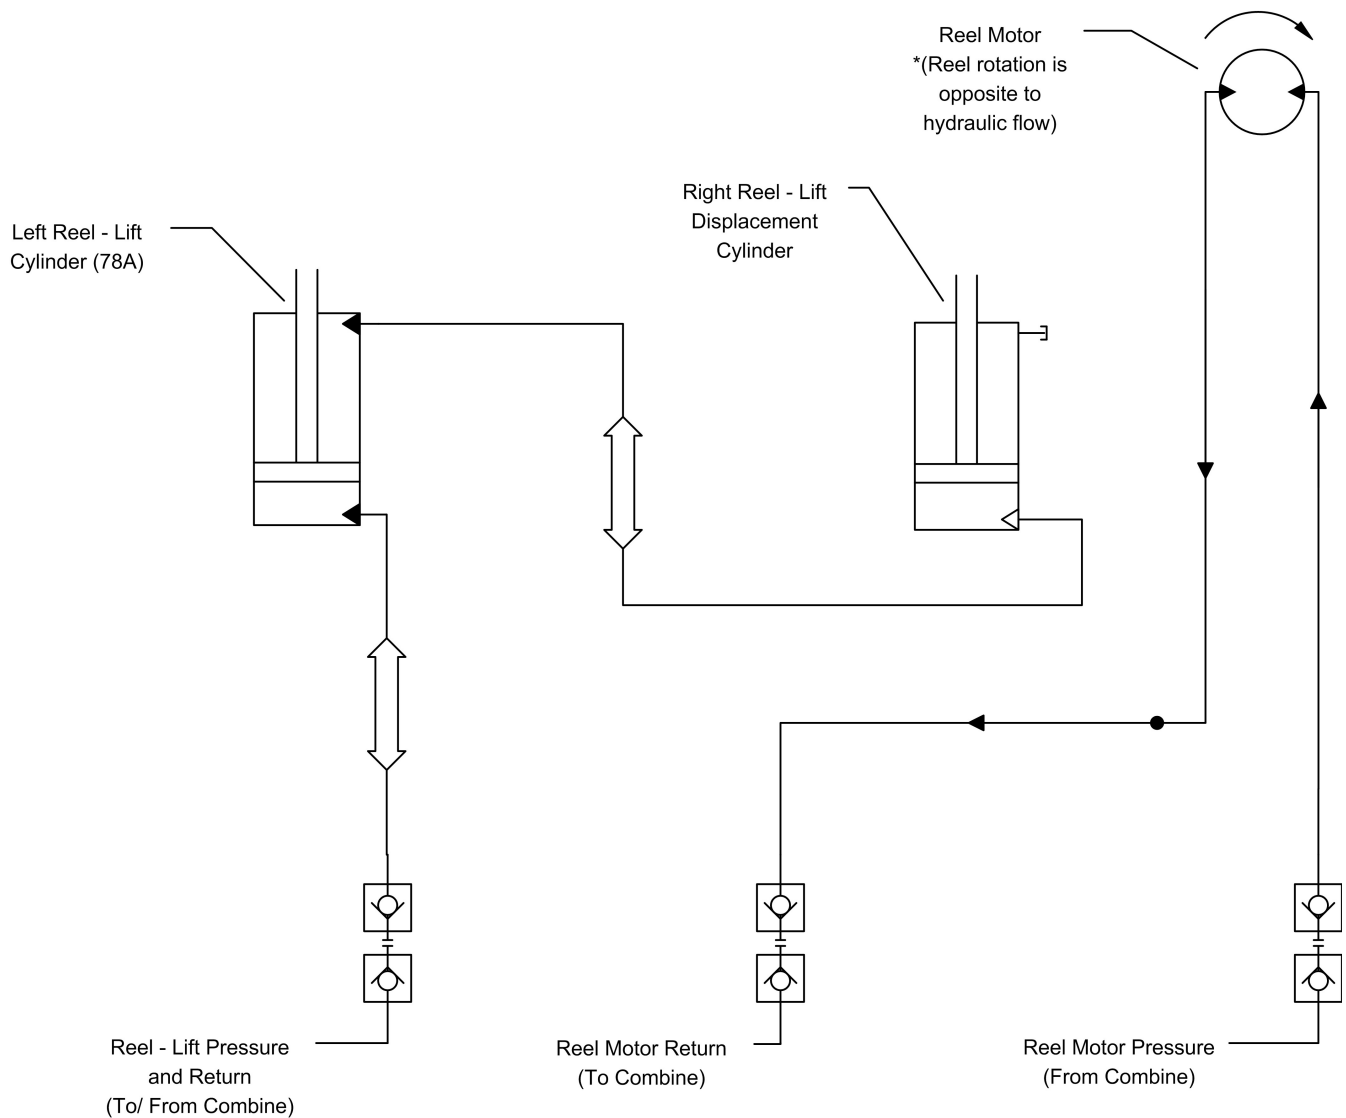 Reel Motor
*(Reel rotation is
opposite to
hydraulic flow)
Right Reel - Lift
Displacement
Cylinder
Left Reel - Lift
Cylinder (78A)
Reel - Lift Pressure
and Return
(To/ From Combine)
Reel Motor Return
(To Combine)
Reel Motor Pressure
(From Combine)